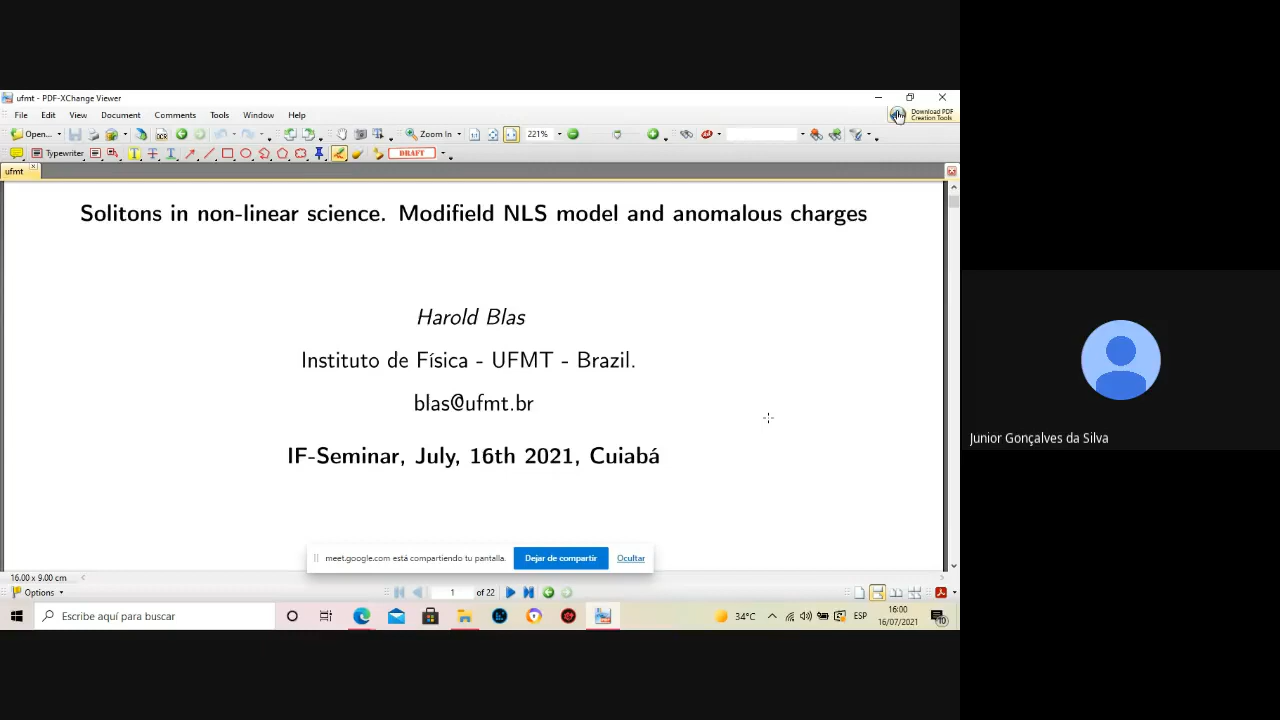 ufmt - PDF-XChange Viewer
File Edit View Document Comments Tools Window Help
Download PDF
Creation Tools
Open...
OCR
Zoom In
221%
Typewriter
DRAFT
ufmt
Solitons in non-linear science. Modifield NLS model and anomalous charges
Harold Blas
Instituto de Física - UFMT - Brazil.
blas@ufmt.br
IF-Seminar, July, 16th 2021, Cuiabá
meet.google.com está compartiendo tu pantalla. Dejar de compartir Ocultar
16.00 x 9.00 cm
Options
1 of 22
Escribe aquí para buscar
34°C
ESP
16:00
16/07/2021
10
Junior Gonçalves da Silva